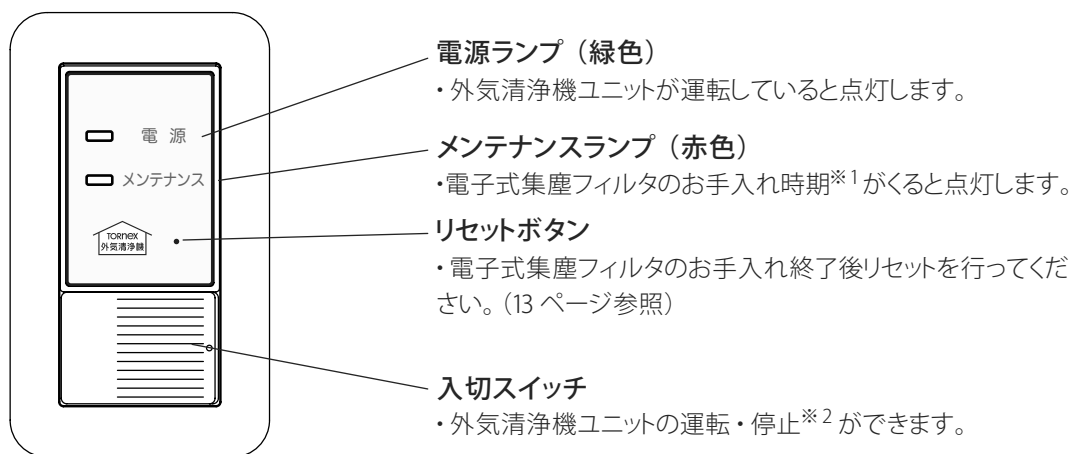 電源
メンテナンス
TORNEX
外気清浄機
電源ランプ（緑色）
・外気清浄機ユニットが運転していると点灯します。
メンテナンスランプ（赤色）
・電子式集塵フィルタのお手入れ時期※1がくると点灯します。
リセットボタン
・電子式集塵フィルタのお手入れ終了後リセットを行ってくだ
さい。（13 ページ参照）
入切スイッチ
・外気清浄機ユニットの運転・停止※2 ができます。